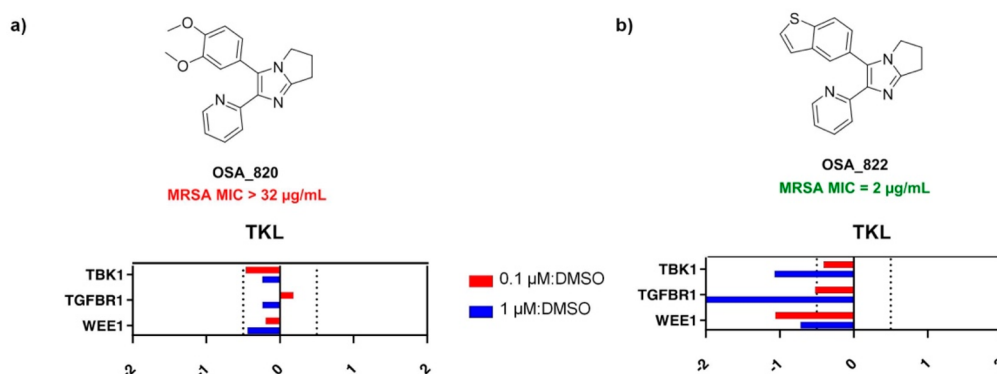 a)
O
O
N
N
N
OSA_820
MRSA MIC > 32 µg/mL
TKL
TBK1
TGFBR1
WEE1
-2
-1
0
1
2
0.1 µM:DMSO
1 µM:DMSO
b)
S
N
N
N
OSA_822
MRSA MIC = 2 µg/mL
TKL
TBK1
TGFBR1
WEE1
-2
-1
0
1
2